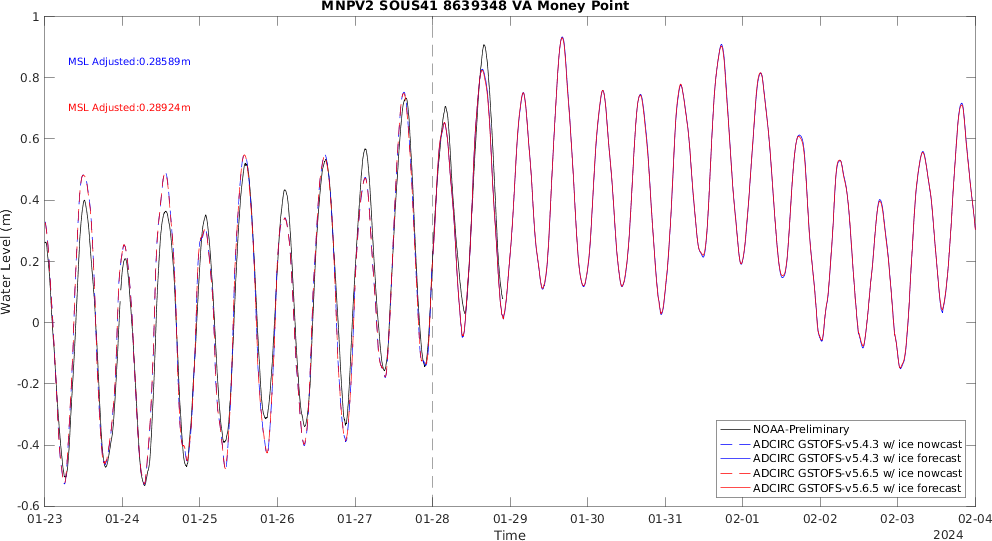 MNPV2 SOUS41 8639348 VA Money Point
MSL Adjusted:0.28589m
MSL Adjusted:0.28924m
Water Level (m)
1
0.8
0.6
0.4
0.2
0
-0.2
-0.4
-0.6
NOAA-Preliminary
ADCIRC GSTOFS-v5.4.3 w/ ice nowcast
ADCIRC GSTOFS-v5.4.3 w/ ice forecast
ADCIRC GSTOFS-v5.6.5 w/ ice nowcast
ADCIRC GSTOFS-v5.6.5 w/ ice forecast
01-23 01-24 01-25 01-26 01-27 01-28 01-29 01-30 01-31 02-01 02-02 02-03 02-04
Time
2024